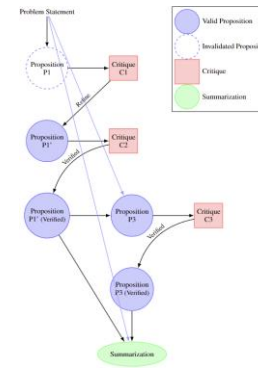 Problem Statement
Proposition
P1
Critique
C1
Refine
Proposition
P1'
Critique
C2
Verified
Proposition
P1' (Verified)
Proposition
P3
Critique
C3
Verified
Proposition
P3 (Verified)
Summarization
Valid Proposition
Invalidated Proposi
Critique
Summarization